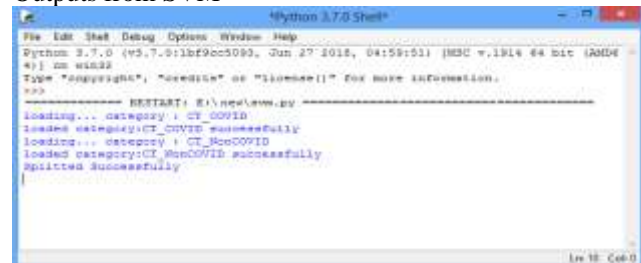 Outputs from SVM
*Python 3.7.0 Shell*
File Edit Shell Debug Options Window Help
Python 3.7.0 (v3.7.0:1bf9cc5093, Jun 27 2018, 04:59:51) [MSC v.1914 64 bit (AMD6
4)] on win32
Type "copyright", "credits" or "license()" for more information.
>>>
RESTART: E:\new\svm.py
loading... category : CT_COVID
loaded category:CT_COVID successfully
loading... category : CT_NonCOVID
loaded category:CT_NonCOVID successfully
Splitted Successfully
Ln: 10 Col: 0